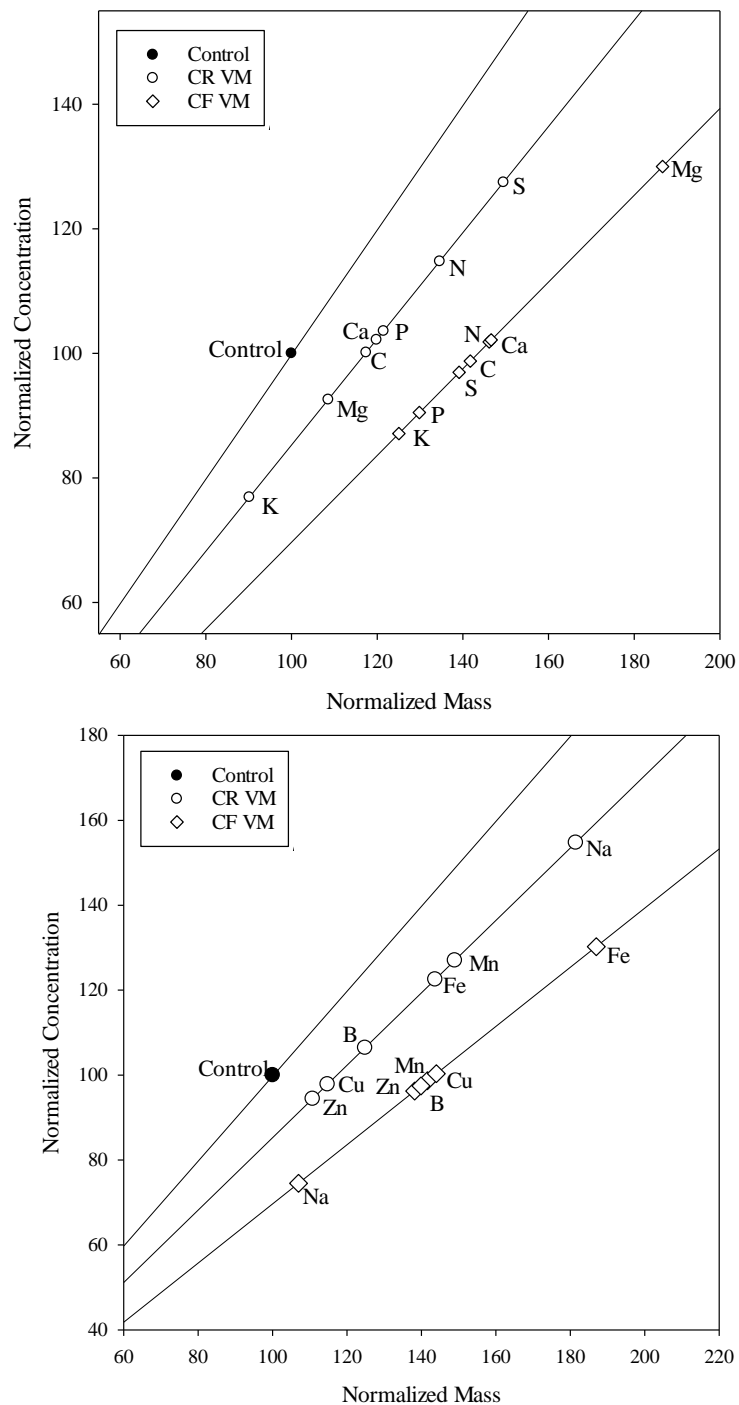 Control
CR VM
CF VM
Normalized Concentration
140
120
100
80
60
S
Mg
N
Ca
P
C
Control
Mg
K
N
Ca
C
S
P
K
60
80
100
120
140
160
180
200
Normalized Mass
Control
CR VM
CF VM
Normalized Concentration
180
160
140
120
100
80
60
40
Na
Mn
Fe
B
Cu
Zn
Control
Fe
Mn
Zn
Cu
B
Na
60
80
100
120
140
160
180
200
220
Normalized Mass